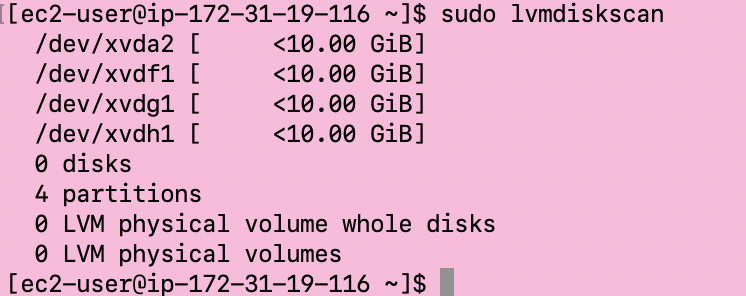 [[ec2-user@ip-172-31-19-116 ~]$ sudo lvmdiskscan
  /dev/xvda2 [      <10.00 GiB]
  /dev/xvdf1 [      <10.00 GiB]
  /dev/xvdg1 [      <10.00 GiB]
  /dev/xvdh1 [      <10.00 GiB]
  0 disks
  4 partitions
  0 LVM physical volume whole disks
  0 LVM physical volumes
[ec2-user@ip-172-31-19-116 ~]$